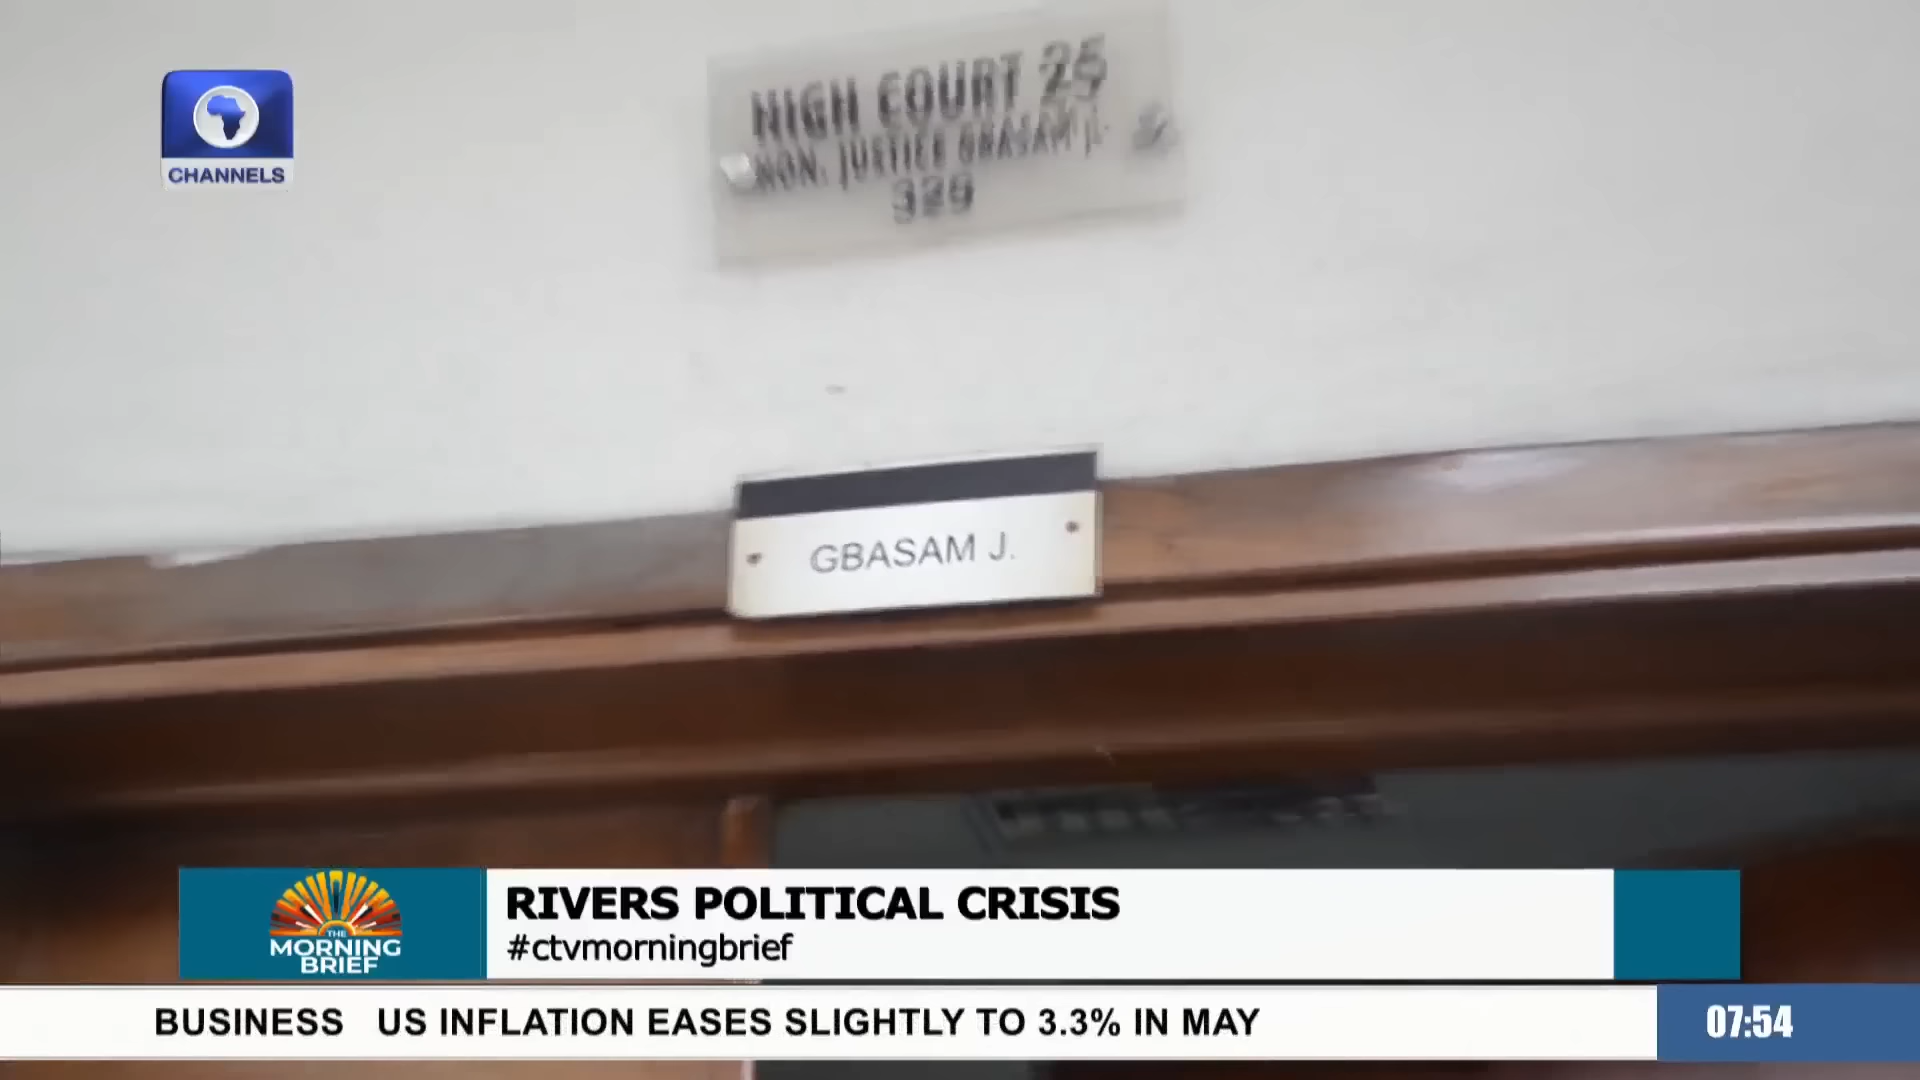 HIGH COURT 25
HON. JUSTICE GBASAM J.
329
CHANNELS
GBASAM J.
RIVERS POLITICAL CRISIS
#ctvmorningbrief
THE
MORNING
BRIEF
BUSINESS US INFLATION EASES SLIGHTLY TO 3.3% IN MAY
07:54